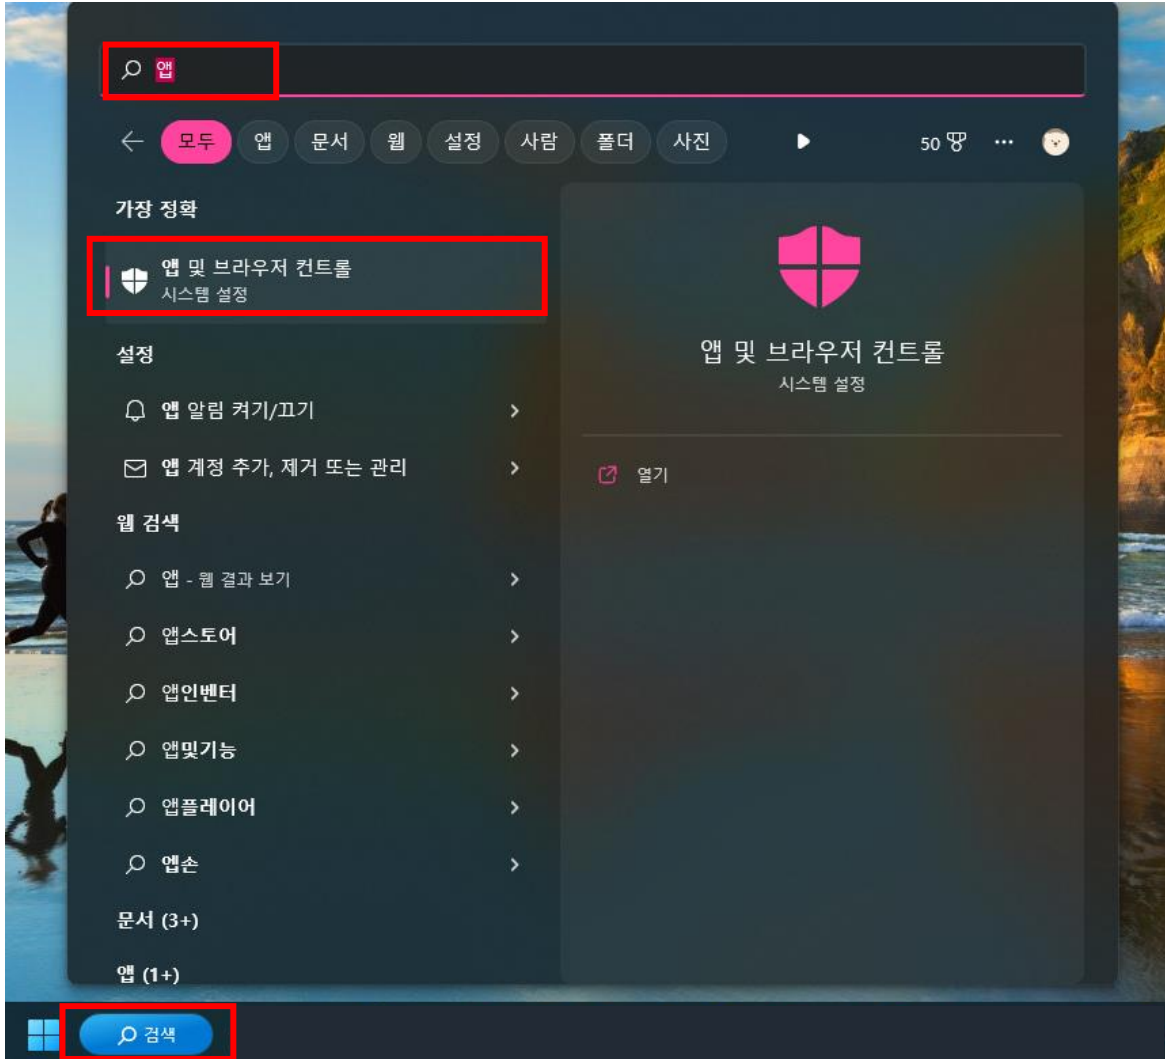 앱
모두 앱 문서 웹 설정 사람 폴더 사진 50
가장 정확
앱 및 브라우저 컨트롤
시스템 설정
설정
앱 알림 켜기/끄기
앱 계정 추가, 제거 또는 관리
웹 검색
앱 - 웹 결과 보기
앱스토어
앱인벤터
앱및기능
앱플레이어
엡손
문서 (3+)
앱 (1+)
앱 및 브라우저 컨트롤
시스템 설정
열기
검색